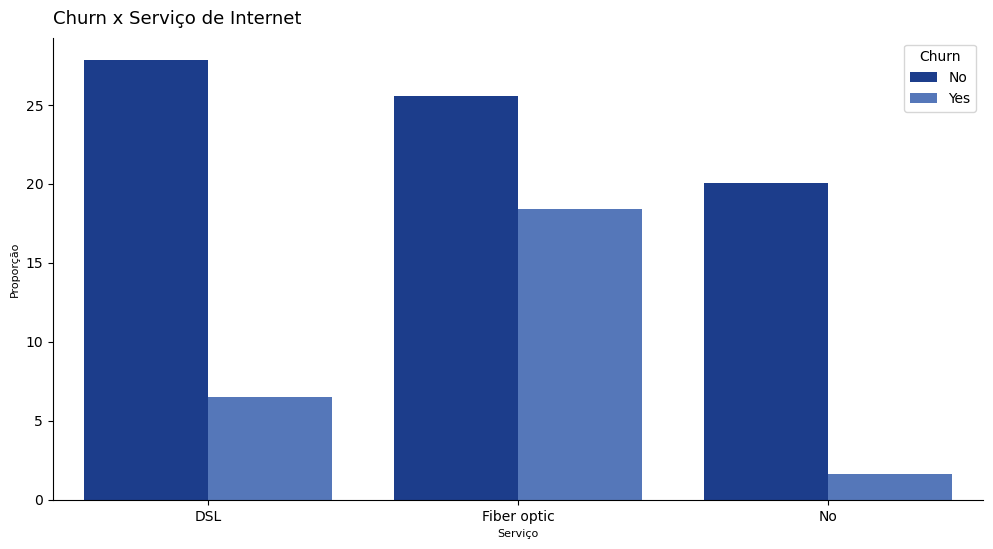 Churn x Serviço de Internet
Churn
No
Yes
Proporção
25
20
15
10
5
0
DSL
Fiber optic
No
Serviço